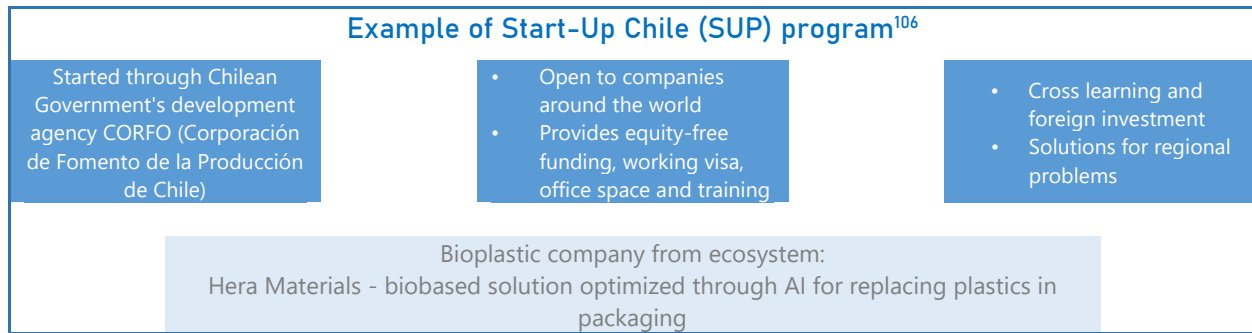 Example of Start-Up Chile (SUP) program106
Started through Chilean
Government's development
agency CORFO (Corporación
de Fomento de la Producción
de Chile)
• Open to companies
around the world
• Provides equity-free
funding, working visa,
office space and training
• Cross learning and
foreign investment
• Solutions for regional
problems
Bioplastic company from ecosystem:
Hera Materials - biobased solution optimized through AI for replacing plastics in
packaging